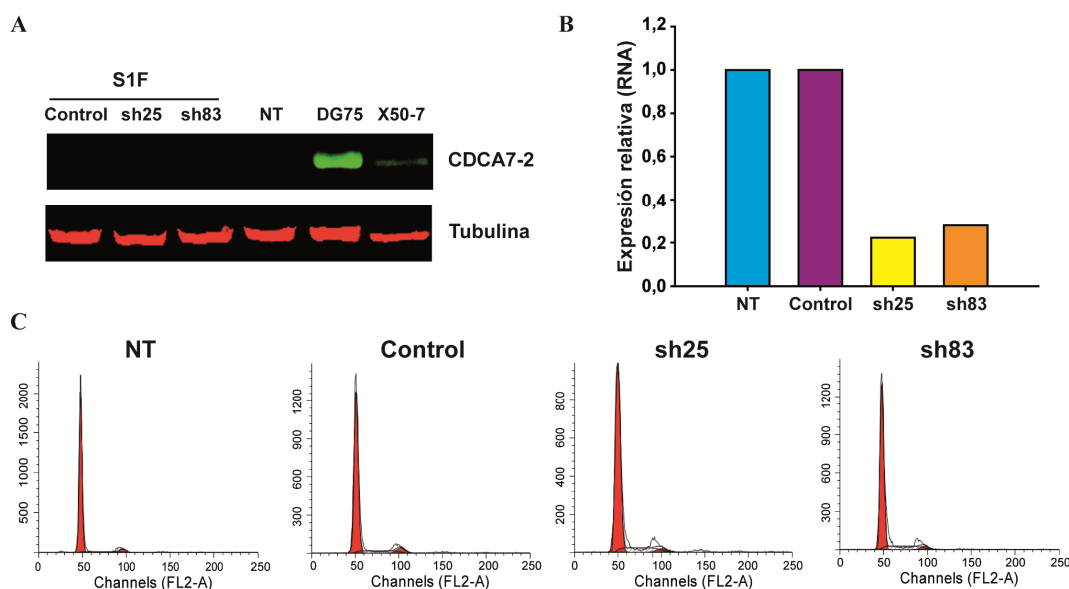 A
S1F
Control sh25 sh83 NT DG75 X50-7
CDCA7-2
Tubulina
B
Expresión relativa (RNA)
1,2
1,0
0,8
0,6
0,4
0,2
0,0
NT Control sh25 sh83
C
NT
2000
1500
1000
500
0 50 100 150 200 250
Channels (FL2-A)
Control
1200
900
600
300
0 50 100 150 200 250
Channels (FL2-A)
sh25
800
600
400
200
0 50 100 150 200 250
Channels (FL2-A)
sh83
1200
900
600
300
0 50 100 150 200 250
Channels (FL2-A)